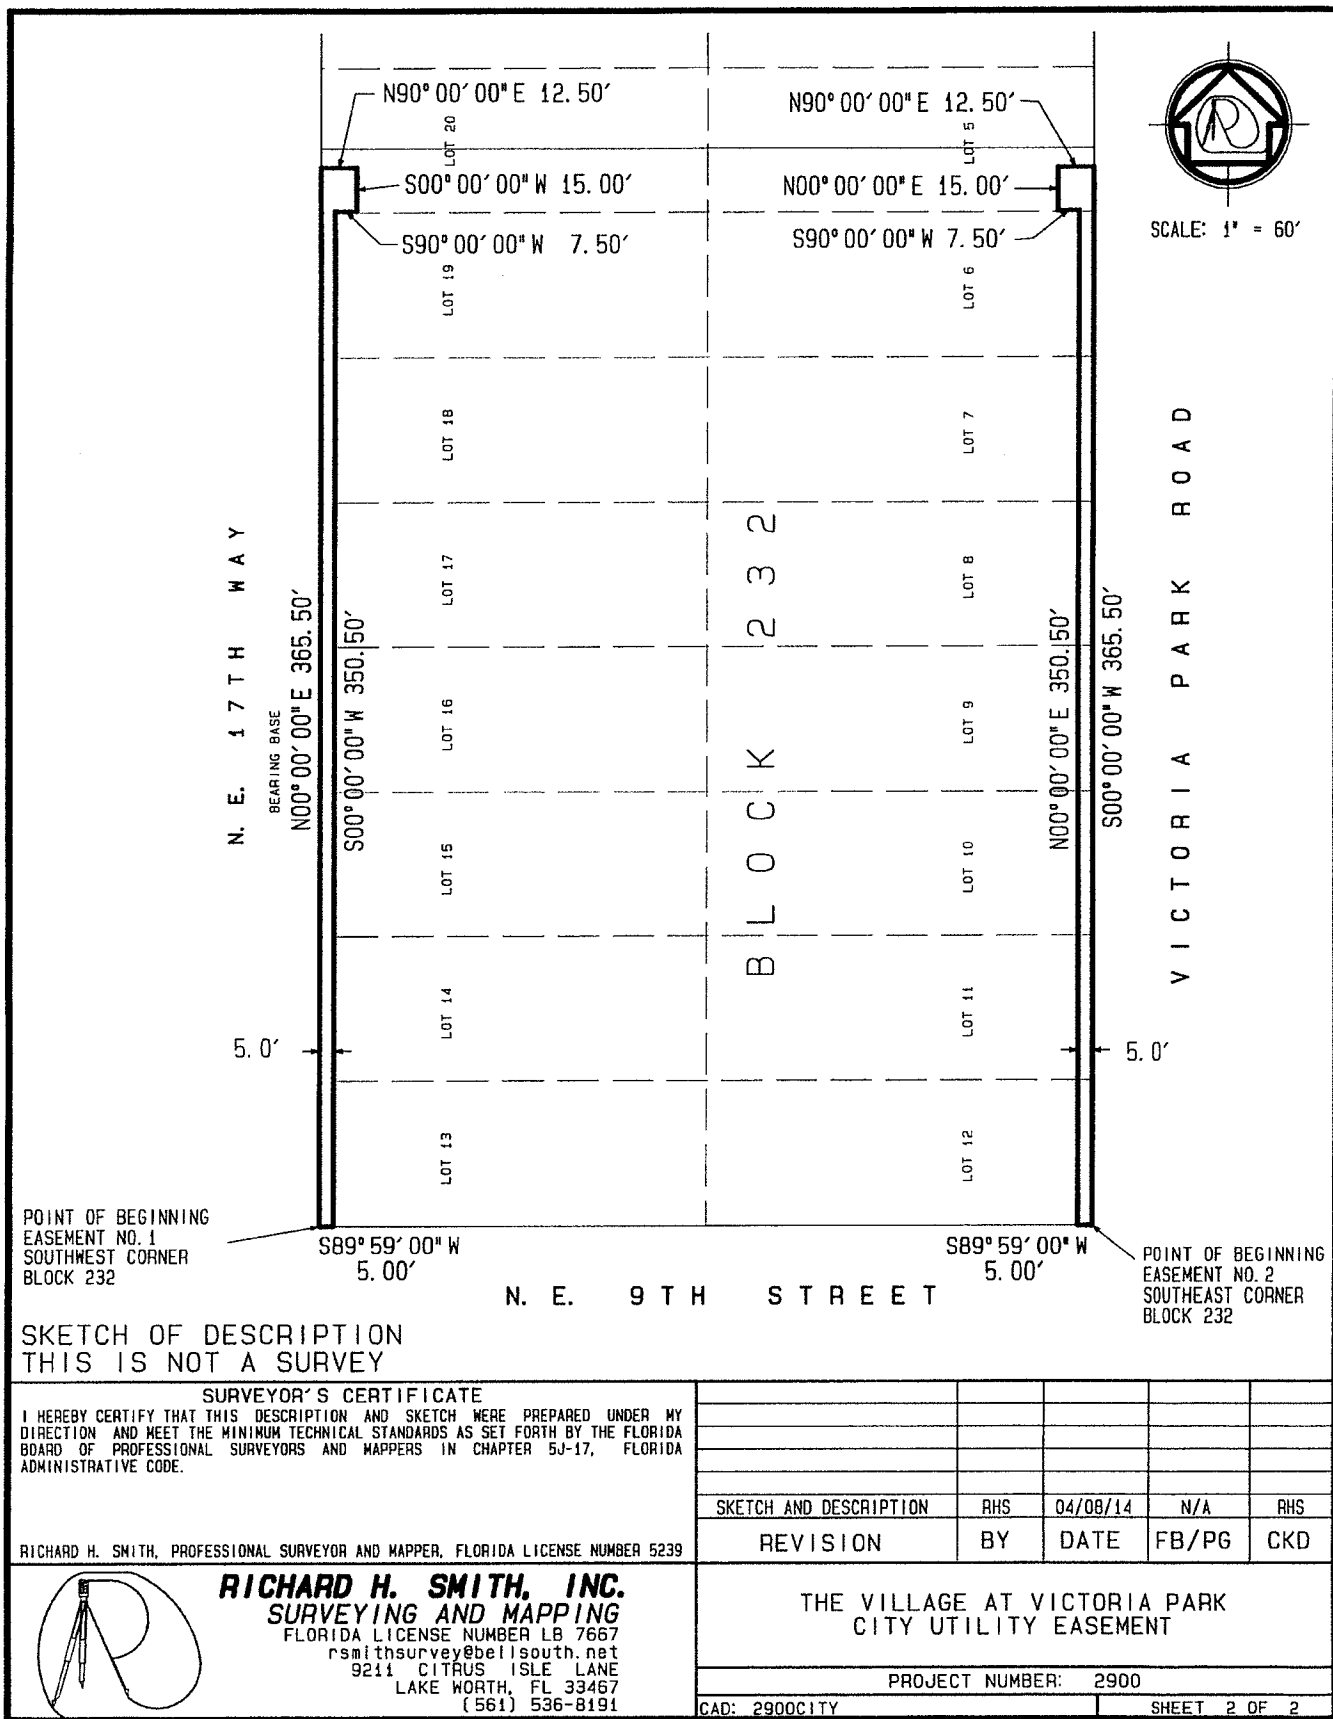 N90°00'00"E 12.50'
N90°00'00"E 12.50'
LOT 20
LOT 5
S00°00'00"W 15.00'
N00°00'00"E 15.00'
S90°00'00"W 7.50'
S90°00'00"W 7.50'
SCALE: 1" = 60'
LOT 19
LOT 6
LOT 18
LOT 7
LOT 17
LOT 8
LOT 16
LOT 9
LOT 15
LOT 10
LOT 14
LOT 11
LOT 13
LOT 12
BLOCK 232
N.E. 17TH WAY
BEARING BASE
N00°00'00"E 365.50'
S00°00'00"W 350.50'
N00°00'00"E 350.50'
S00°00'00"W 365.50'
VICTORIA PARK ROAD
5.0'
5.0'
POINT OF BEGINNING
EASEMENT NO. 1
SOUTHWEST CORNER
BLOCK 232
S89°59'00"W
5.00'
S89°59'00"W
5.00'
POINT OF BEGINNING
EASEMENT NO. 2
SOUTHEAST CORNER
BLOCK 232
N.E. 9TH STREET
SKETCH OF DESCRIPTION
THIS IS NOT A SURVEY
SURVEYOR'S CERTIFICATE
I HEREBY CERTIFY THAT THIS DESCRIPTION AND SKETCH WERE PREPARED UNDER MY
DIRECTION AND MEET THE MINIMUM TECHNICAL STANDARDS AS SET FORTH BY THE FLORIDA
BOARD OF PROFESSIONAL SURVEYORS AND MAPPERS IN CHAPTER 5J-17, FLORIDA
ADMINISTRATIVE CODE.
RICHARD H. SMITH, PROFESSIONAL SURVEYOR AND MAPPER, FLORIDA LICENSE NUMBER 5239
SKETCH AND DESCRIPTION RHS 04/08/14 N/A RHS
REVISION BY DATE FB/PG CKD
RICHARD H. SMITH, INC.
SURVEYING AND MAPPING
FLORIDA LICENSE NUMBER LB 7667
rsmithsurvey@bellsouth.net
9211 CITRUS ISLE LANE
LAKE WORTH, FL 33467
(561) 536-8191
THE VILLAGE AT VICTORIA PARK
CITY UTILITY EASEMENT
PROJECT NUMBER: 2900
CAD: 2900CITY
SHEET 2 OF 2